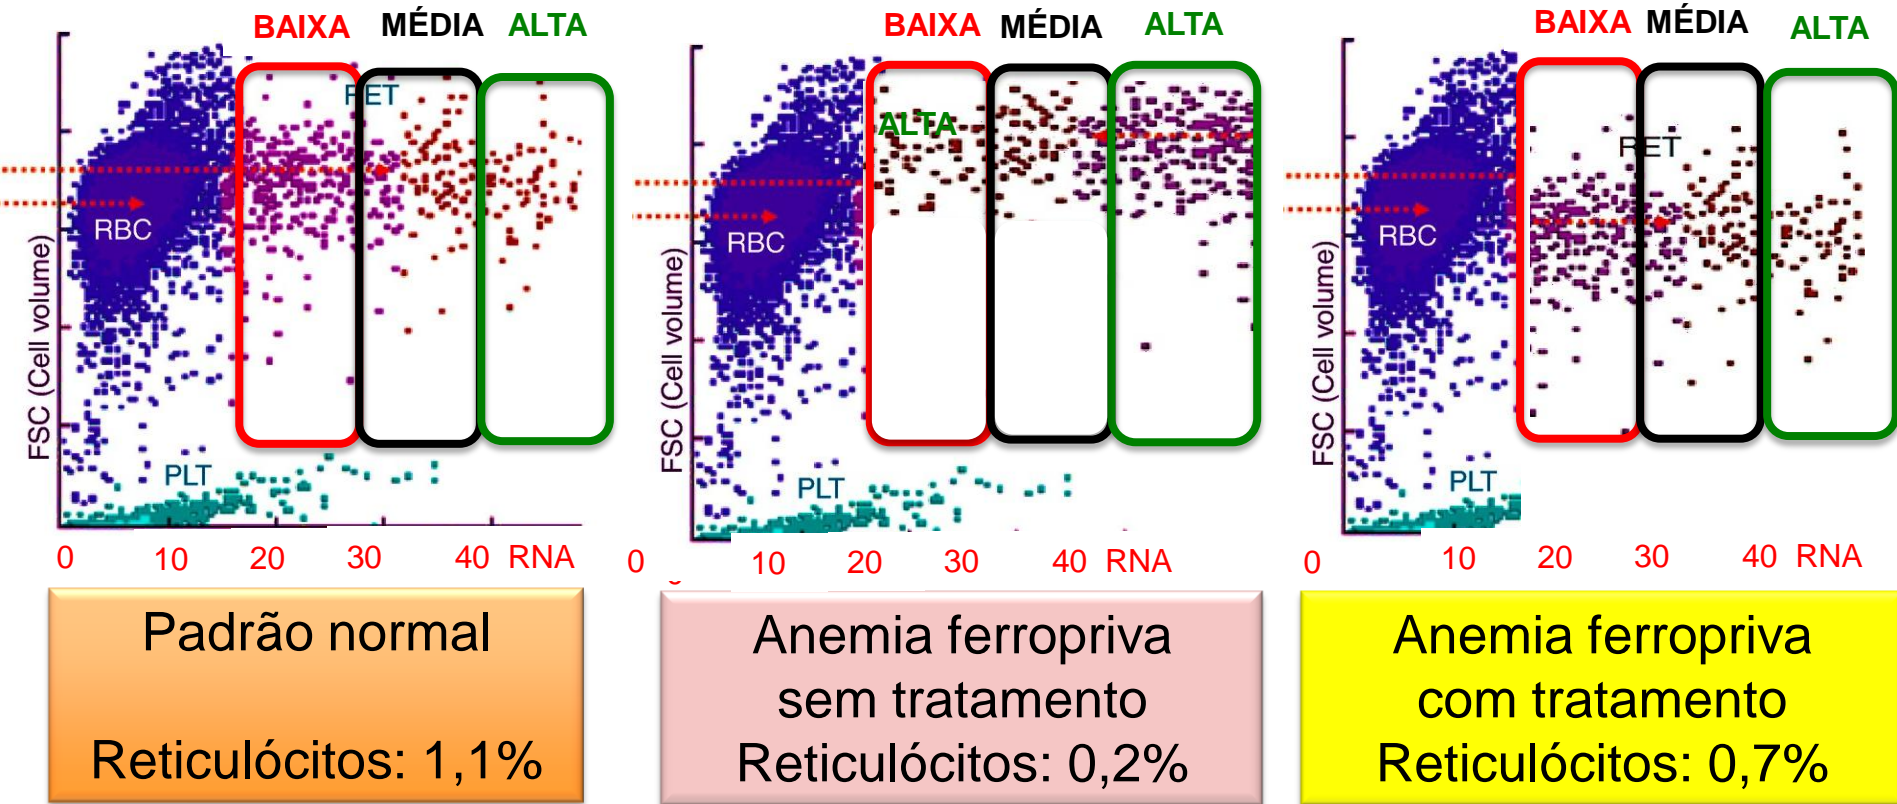 BAIXA MÉDIA ALTA
RET
RBC
PLT
FSC (Cell volume)
0 10 20 30 40 RNA
Padrão normal
Reticulócitos: 1,1%
BAIXA MÉDIA ALTA
ALTA
RBC
PLT
FSC (Cell volume)
0 10 20 30 40 RNA
Anemia ferropriva
sem tratamento
Reticulócitos: 0,2%
BAIXA MÉDIA ALTA
RET
RBC
PLT
FSC (Cell volume)
0 10 20 30 40 RNA
Anemia ferropriva
com tratamento
Reticulócitos: 0,7%